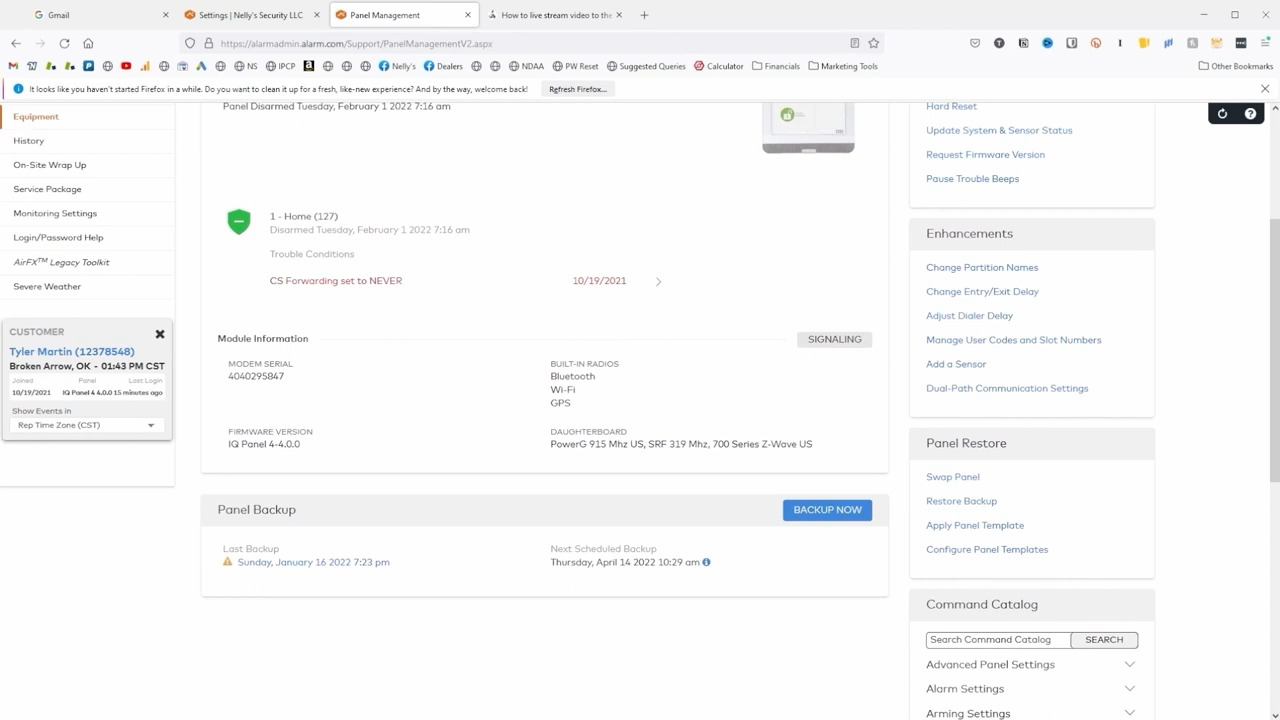 Gmail
Settings | Nelly's Security LLC
Panel Management
How to live stream video to the
https://alarmadmin.alarm.com/Support/PanelManagementV2.aspx
NS
IPCP
Nelly's
Dealers
NDAA
PW Reset
Suggested Queries
Calculator
Financials
Marketing Tools
Other Bookmarks
It looks like you haven't started Firefox in a while. Do you want to clean it up for a fresh, like-new experience? And by the way, welcome back!
Refresh Firefox...
Equipment
History
On-Site Wrap Up
Service Package
Monitoring Settings
Login/Password Help
AirFX™ Legacy Toolkit
Severe Weather
CUSTOMER
Tyler Martin (12378548)
Broken Arrow, OK - 01:43 PM CST
Joined Panel Last Login
10/19/2021 IQ Panel 4 4.0.0 15 minutes ago
Show Events in
Rep Time Zone (CST)
Panel Disarmed Tuesday, February 1 2022 7:16 am
1 - Home (127)
Disarmed Tuesday, February 1 2022 7:16 am
Trouble Conditions
CS Forwarding set to NEVER 10/19/2021
Module Information
SIGNALING
MODEM SERIAL
4040295847
BUILT-IN RADIOS
Bluetooth
Wi-Fi
GPS
FIRMWARE VERSION
IQ Panel 4-4.0.0
DAUGHTERBOARD
PowerG 915 Mhz US, SRF 319 Mhz, 700 Series Z-Wave US
Panel Backup
BACKUP NOW
Last Backup
Sunday, January 16 2022 7:23 pm
Next Scheduled Backup
Thursday, April 14 2022 10:29 am
Hard Reset
Update System & Sensor Status
Request Firmware Version
Pause Trouble Beeps
Enhancements
Change Partition Names
Change Entry/Exit Delay
Adjust Dialer Delay
Manage User Codes and Slot Numbers
Add a Sensor
Dual-Path Communication Settings
Panel Restore
Swap Panel
Restore Backup
Apply Panel Template
Configure Panel Templates
Command Catalog
Search Command Catalog
SEARCH
Advanced Panel Settings
Alarm Settings
Arming Settings